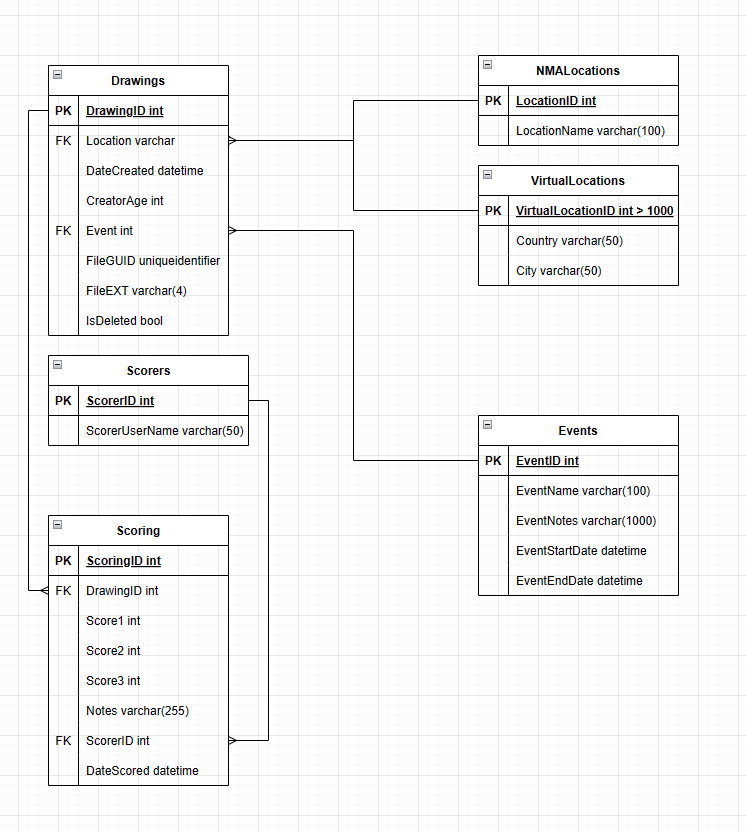 Drawings
PK DrawingID int
FK Location varchar
DateCreated datetime
CreatorAge int
FK Event int
FileGUID uniqueidentifier
FileEXT varchar(4)
IsDeleted bool
Scorers
PK ScorerID int
ScorerUserName varchar(50)
Scoring
PK ScoringID int
FK DrawingID int
Score1 int
Score2 int
Score3 int
Notes varchar(255)
FK ScorerID int
DateScored datetime
NMALocations
PK LocationID int
LocationName varchar(100)
VirtualLocations
PK VirtualLocationID int > 1000
Country varchar(50)
City varchar(50)
Events
PK EventID int
EventName varchar(100)
EventNotes varchar(1000)
EventStartDate datetime
EventEndDate datetime